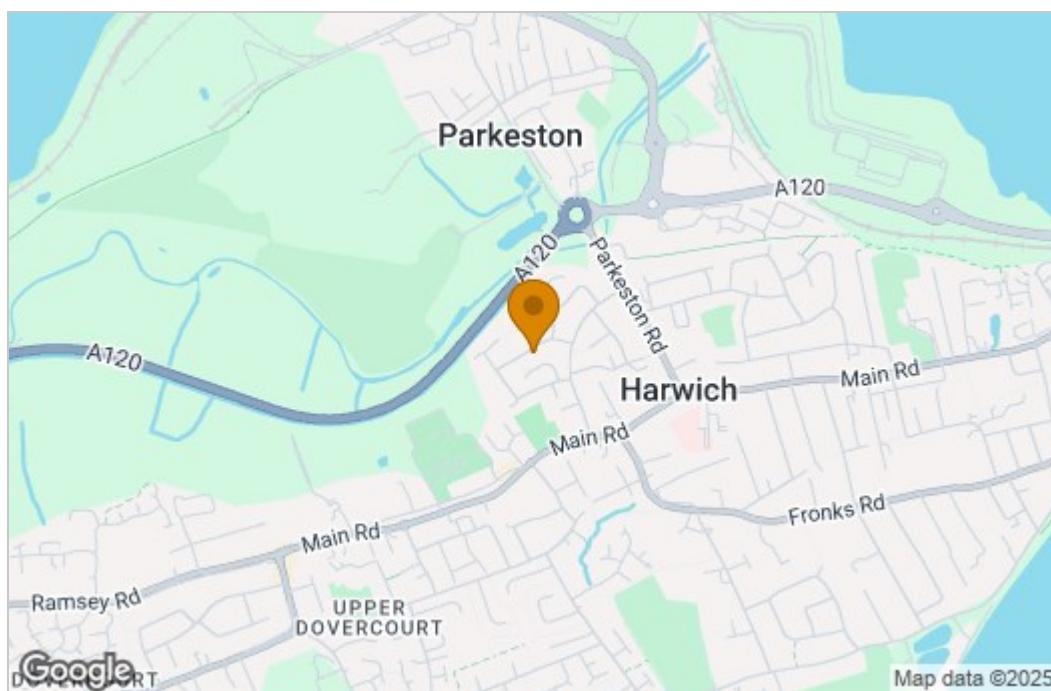 Parkeston
A120
A120
Parkeston Rd
A120
Harwich
Main Rd
Main Rd
Fronks Rd
Main Rd
Ramsey Rd
UPPER
DOVERCOURT
DOVERCOURT
Google
Map data ©2025